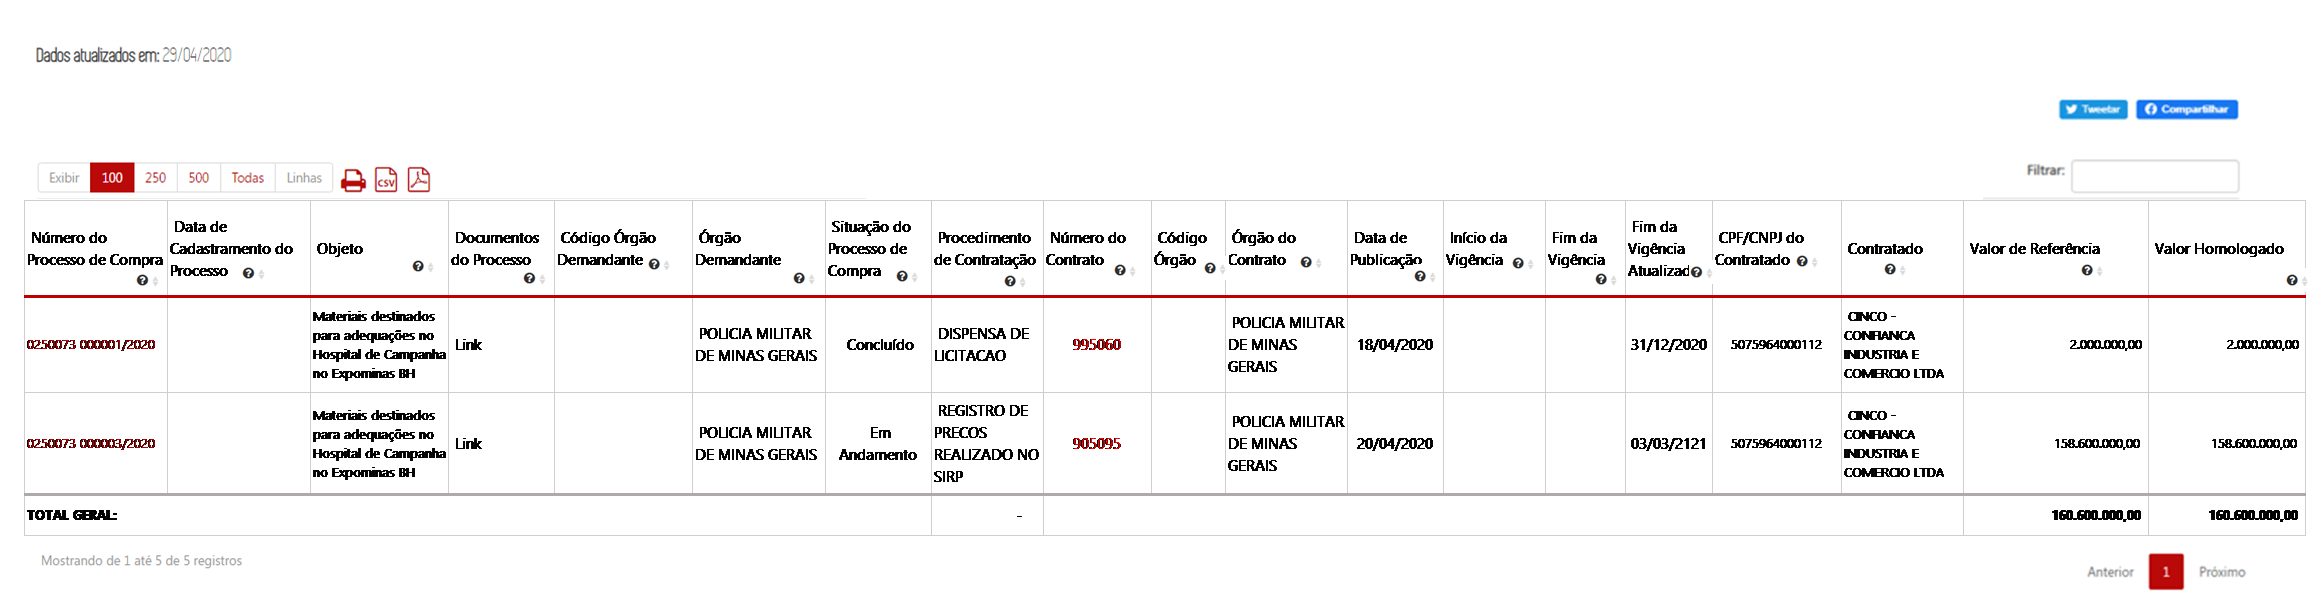 Dados atualizados em: 29/04/2020
Tweetar Compartilhar
Exibir 100 250 500 Todas Linhas CSV
Filtrar:
Número do Processo de Compra
Data de Cadastramento do Processo
Objeto
Documentos do Processo
Código Órgão Demandante
Órgão Demandante
Situação do Processo de Compra
Procedimento de Contratação
Número do Contrato
Código Órgão
Órgão do Contrato
Data de Publicação
Início da Vigência
Fim da Vigência
Fim da Vigência Atualizad
CPF/CNPJ do Contratado
Contratado
Valor de Referência
Valor Homologado
0250073 000001/2020
Materiais destinados
para adequações no
Hospital de Campanha
no Expominas BH
Link
POLICIA MILITAR
DE MINAS GERAIS
Concluído
DISPENSA DE
LICITACAO
995060
POLICIA MILITAR
DE MINAS
GERAIS
18/04/2020
31/12/2020
5075964000112
CINCO -
CONFIANCA
INDUSTRIA E
COMERCIO LTDA
2.000.000,00
2.000.000,00
0250073 000003/2020
Materiais destinados
para adequações no
Hospital de Campanha
no Expominas BH
Link
POLICIA MILITAR
DE MINAS GERAIS
Em
Andamento
REGISTRO DE
PRECOS
REALIZADO NO
SIRP
905095
POLICIA MILITAR
DE MINAS
GERAIS
20/04/2020
03/03/2121
5075964000112
CINCO -
CONFIANCA
INDUSTRIA E
COMERCIO LTDA
158.600.000,00
158.600.000,00
TOTAL GERAL: - 160.600.000,00 160.600.000,00
Mostrando de 1 até 5 de 5 registros
Anterior 1 Próximo